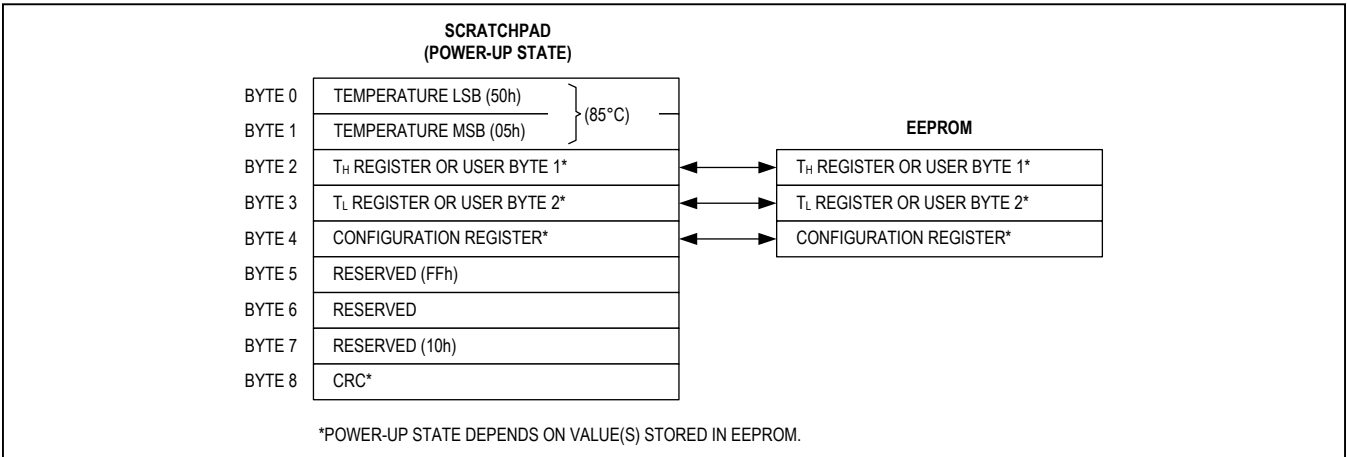 SCRATCHPAD
(POWER-UP STATE)
BYTE 0 TEMPERATURE LSB (50h)
(85°C)
BYTE 1 TEMPERATURE MSB (05h)
EEPROM
BYTE 2 TH REGISTER OR USER BYTE 1* TH REGISTER OR USER BYTE 1*
BYTE 3 TL REGISTER OR USER BYTE 2* TL REGISTER OR USER BYTE 2*
BYTE 4 CONFIGURATION REGISTER* CONFIGURATION REGISTER*
BYTE 5 RESERVED (FFh)
BYTE 6 RESERVED
BYTE 7 RESERVED (10h)
BYTE 8 CRC*
*POWER-UP STATE DEPENDS ON VALUE(S) STORED IN EEPROM.